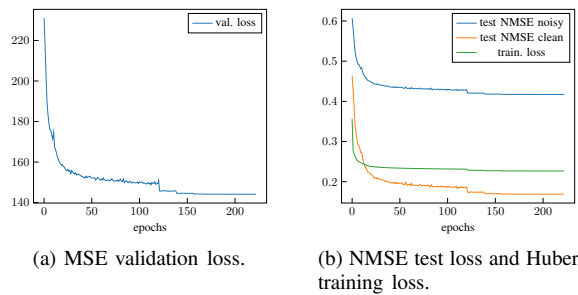 val. loss
220
200
180
160
140
0
50
100
150
200
epochs
(a) MSE validation loss.
test NMSE noisy
test NMSE clean
train. loss
0.6
0.5
0.4
0.3
0.2
0
50
100
150
200
epochs
(b) NMSE test loss and Huber
training loss.